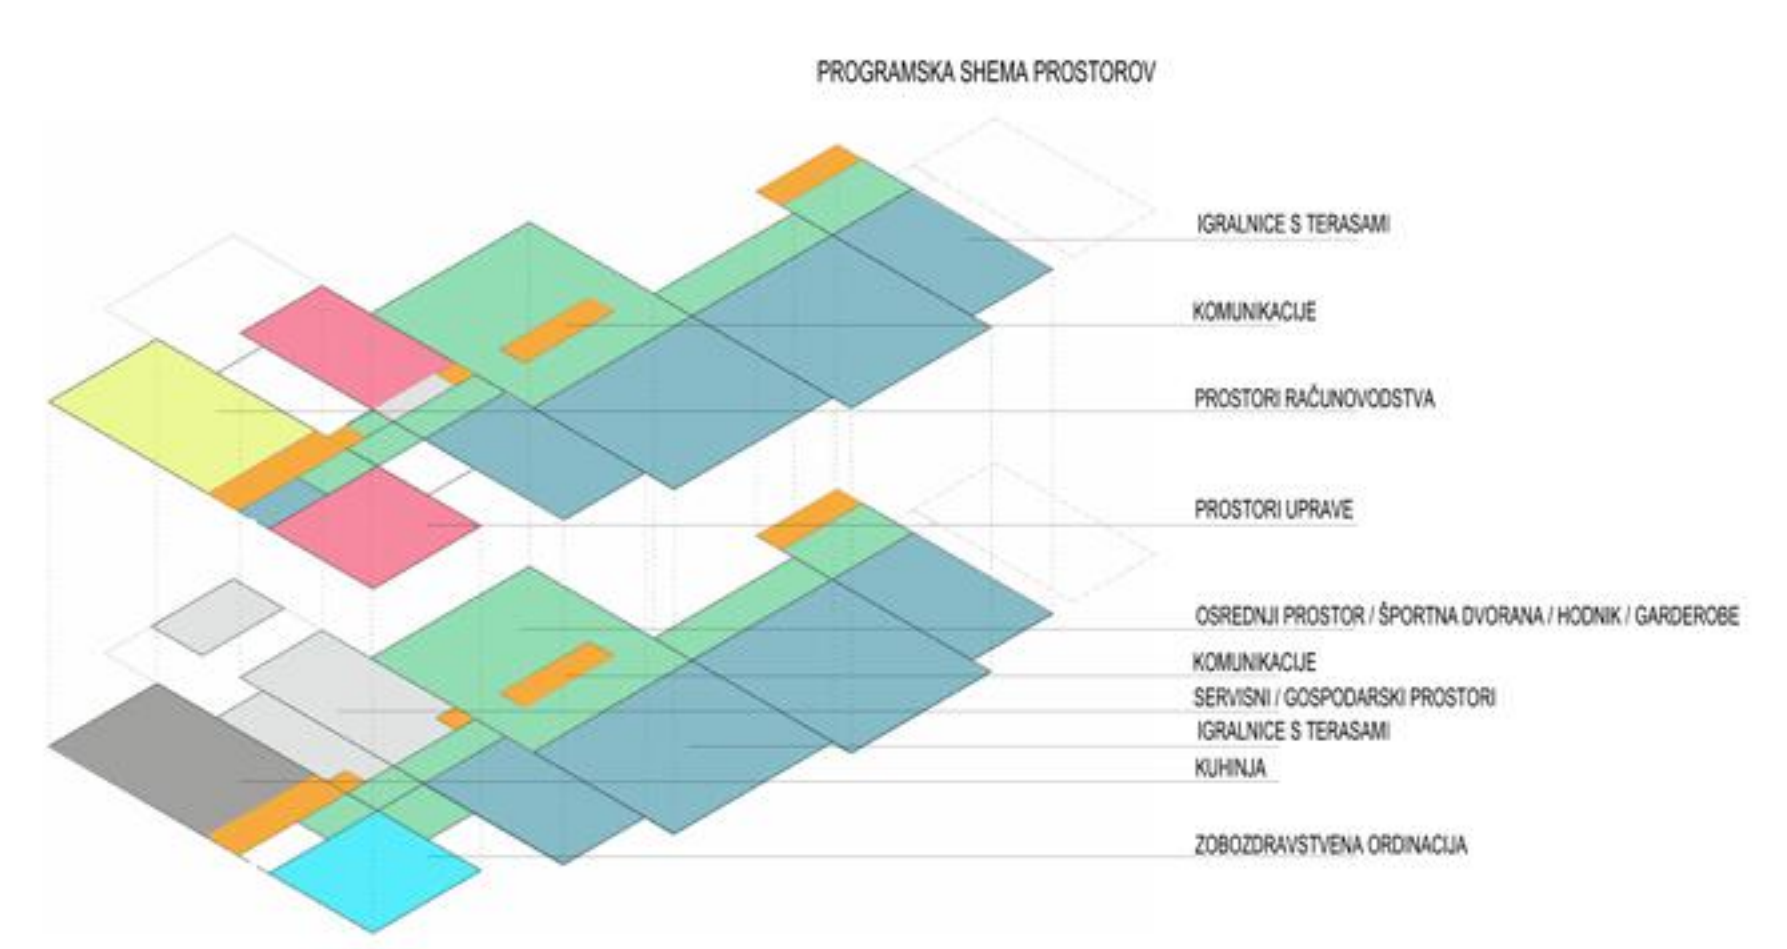 PROGRAMSKA SHEMA PROSTOROV
IGRALNICE S TERASAMI
KOMUNIKACIJE
PROSTORI RAČUNOVODSTVA
PROSTORI UPRAVE
OSREDNJI PROSTOR / ŠPORTNA DVORANA / HODNIK / GARDEROBE
KOMUNIKACIJE
SERVISNI / GOSPODARSKI PROSTORI
IGRALNICE S TERASAMI
KUHINJA
ZOBOZDRAVSTVENA ORDINACIJA